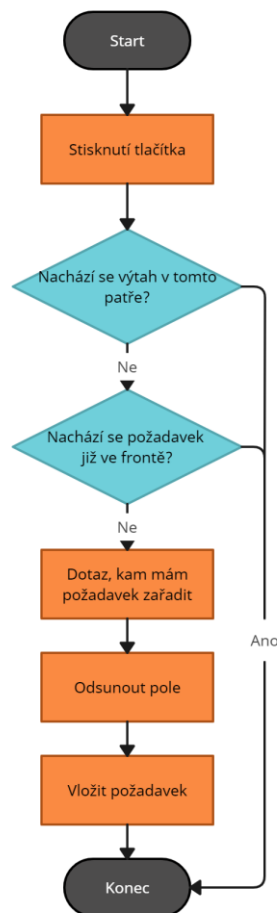 Start
Stisknutí tlačítka
Nachází se výtah v tomto
patře?
Ne
Nachází se požadavek
již ve frontě?
Ne
Dotaz, kam mám
požadavek zařadit
Ano
Odsunout pole
Vložit požadavek
Konec